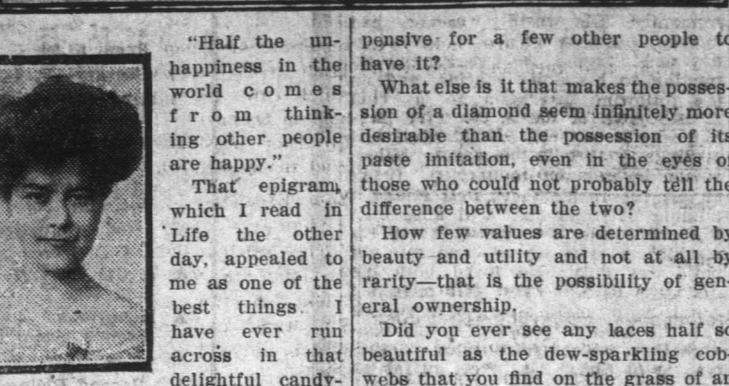 "Half the un-
happiness in the
world comes
from think-
ing other people
are happy."
That epigram,
which I read in
Life the other
day, appealed to
me as one of the
best things I
have ever run
across in that
delightful candy-
pensive for a few other people to
have it?
What else is it that makes the posses-
sion of a diamond seem infinitely more
desirable than the possession of its
paste imitation, even in the eyes of
those who could not probably tell the
difference between the two?
How few values are determined by
beauty and utility and not at all by
rarity—that is the possibility of gen-
eral ownership.
Did you ever see any laces half so
beautiful as the dew-sparkling cob-
webs that you find on the grass of an